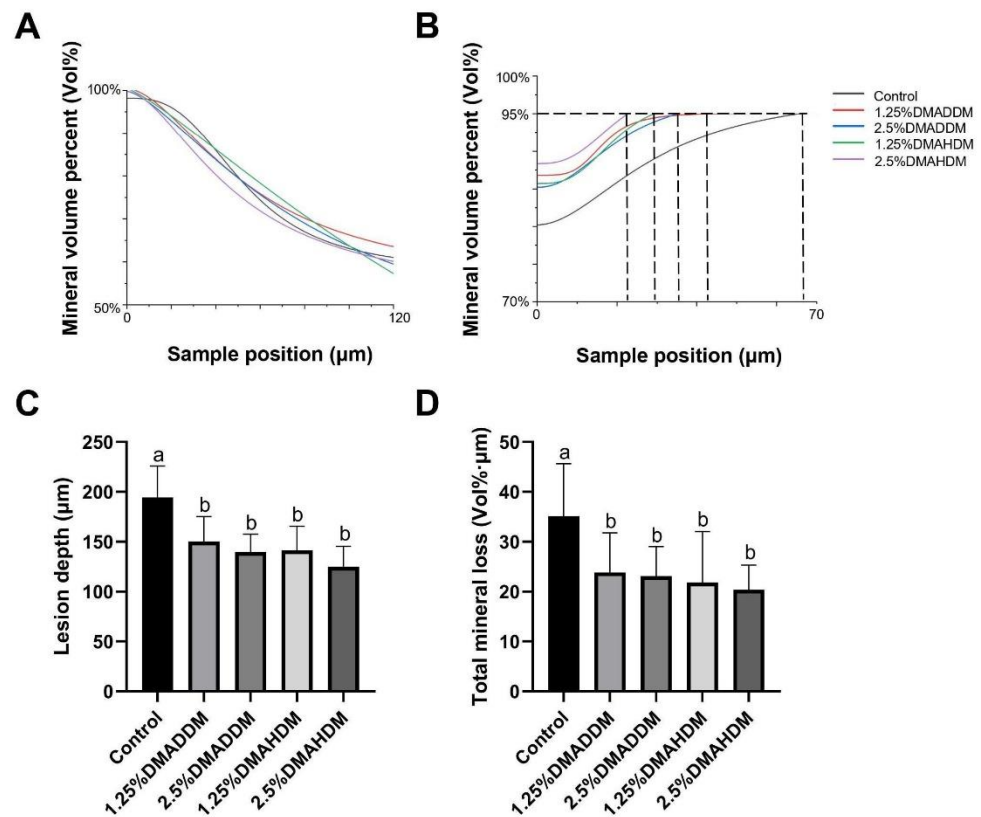 A
Mineral volume percent (Vol%)
100%
50%
0
120
Sample position (µm)
B
Mineral volume percent (Vol%)
100%
95%
70%
0
70
Sample position (µm)
Control
1.25%DMADDM
2.5%DMADDM
1.25%DMAHDM
2.5%DMAHDM
C
Lesion depth (µm)
250
200
150
100
50
0
a
b
b
b
b
Control
1.25%DMADDM
2.5%DMADDM
1.25%DMAHDM
2.5%DMAHDM
D
Total mineral loss (Vol%·µm)
50
40
30
20
10
0
a
b
b
b
b
Control
1.25%DMADDM
2.5%DMADDM
1.25%DMAHDM
2.5%DMAHDM